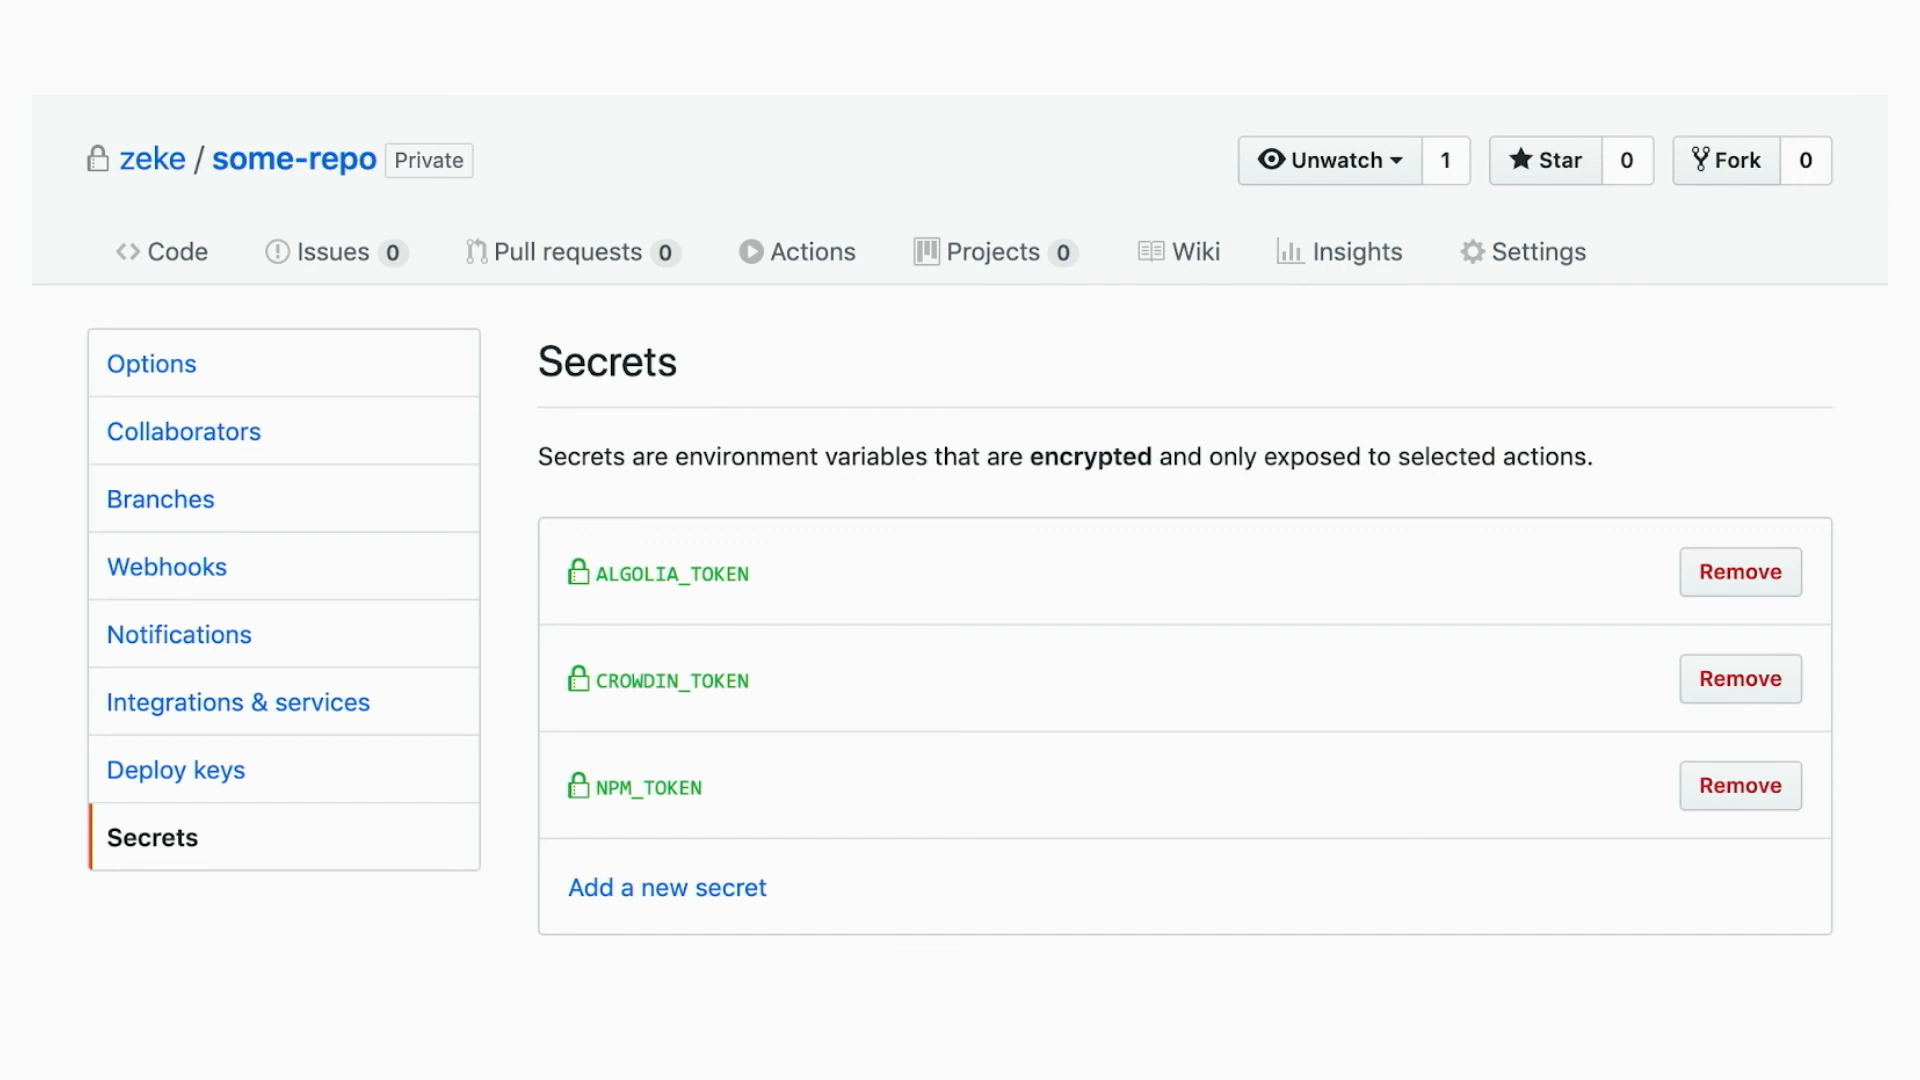 zeke / some-repo Private
Unwatch 1 Star 0 Fork 0
Code Issues 0 Pull requests 0 Actions Projects 0 Wiki Insights Settings
Options
Collaborators
Branches
Webhooks
Notifications
Integrations & services
Deploy keys
Secrets
Secrets
Secrets are environment variables that are encrypted and only exposed to selected actions.
ALGOLIA_TOKEN Remove
CROWDIN_TOKEN Remove
NPM_TOKEN Remove
Add a new secret